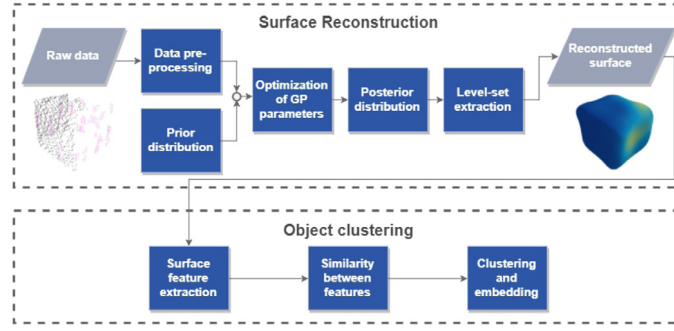 Surface Reconstruction
Raw data
Data pre-
processing
Prior
distribution
Optimization
of GP
parameters
Posterior
distribution
Level-set
extraction
Reconstructed
surface
Object clustering
Surface
feature
extraction
Similarity
between
features
Clustering
and
embedding